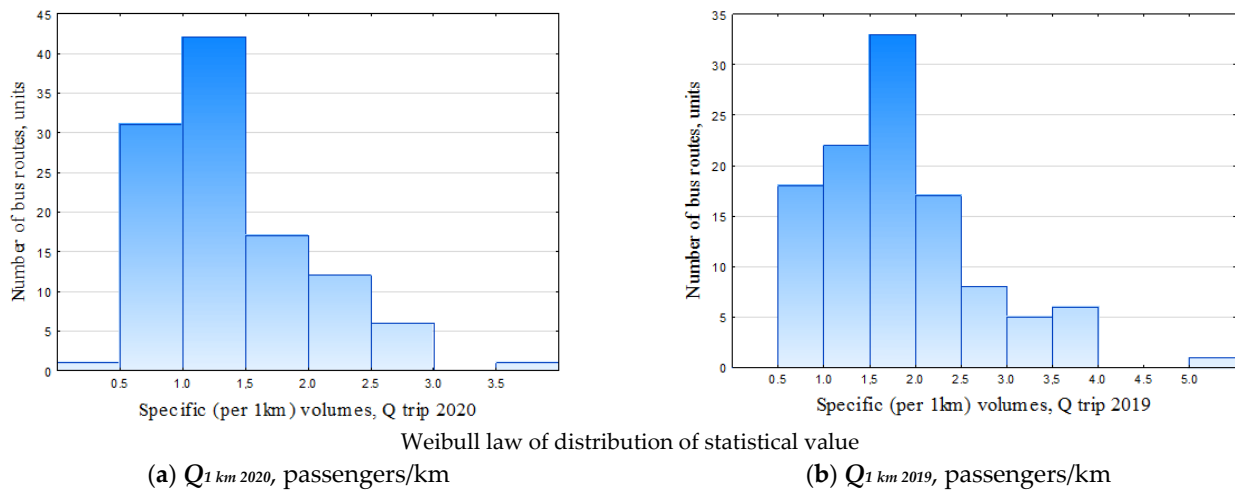 45
40
35
30
25
20
15
10
5
0
Number of bus routes, units
0.5 1.0 1.5 2.0 2.5 3.0 3.5
Specific (per 1km) volumes, Q trip 2020
35
30
25
20
15
10
5
0
Number of bus routes, units
0.5 1.0 1.5 2.0 2.5 3.0 3.5 4.0 5.0
Specific (per 1km) volumes, Q trip 2019
Weibull law of distribution of statistical value
(a) Q1 km 2020, passengers/km
(b) Q1 km 2019, passengers/km